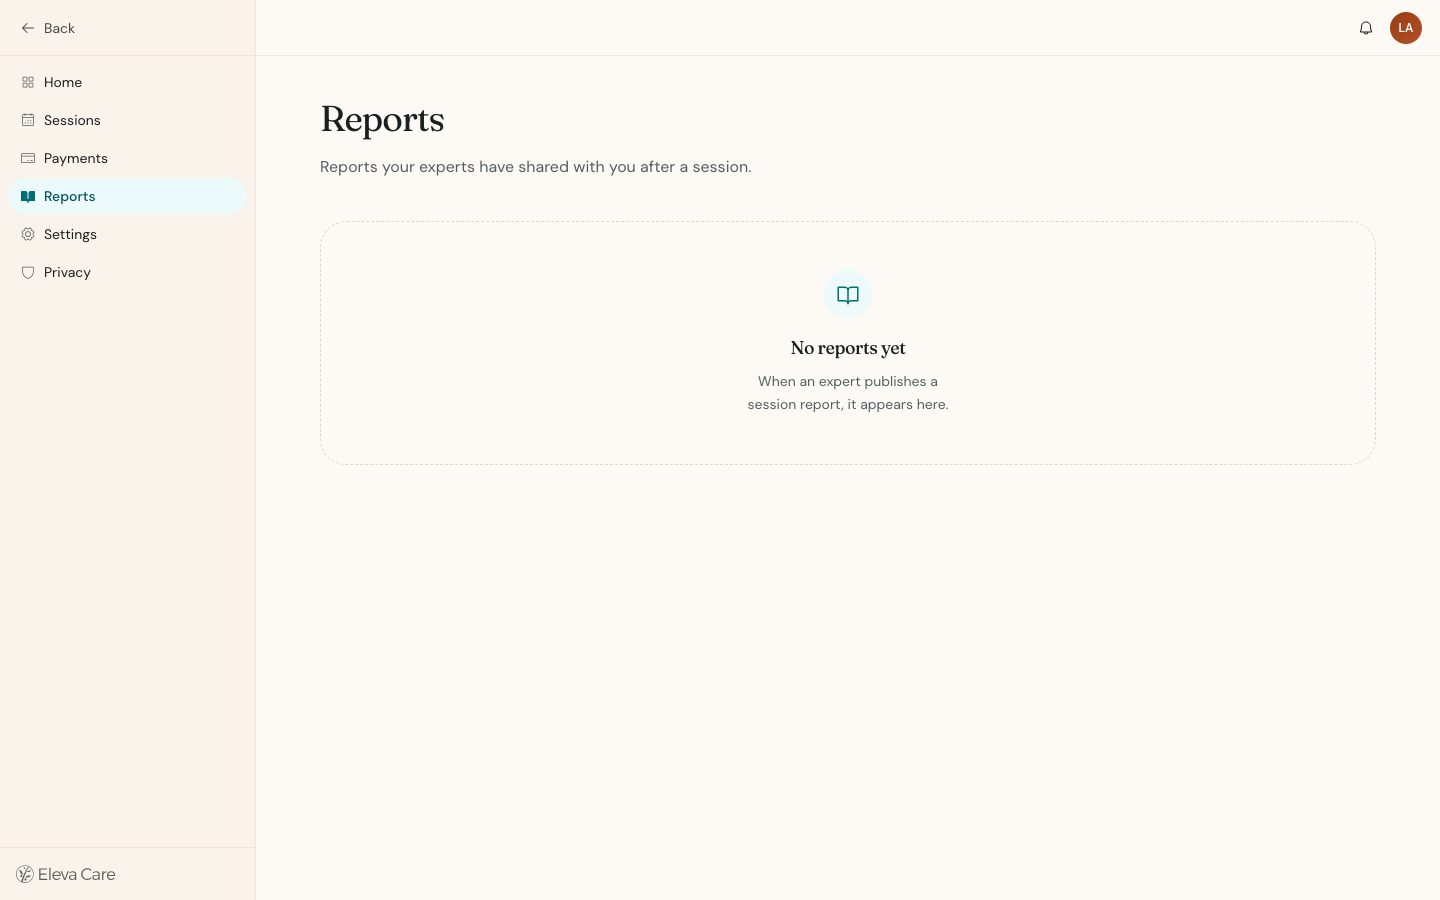 Back
LA
Home
Sessions
Payments
Reports
Settings
Privacy
Reports
Reports your experts have shared with you after a session.
No reports yet
When an expert publishes a
session report, it appears here.
Eleva Care